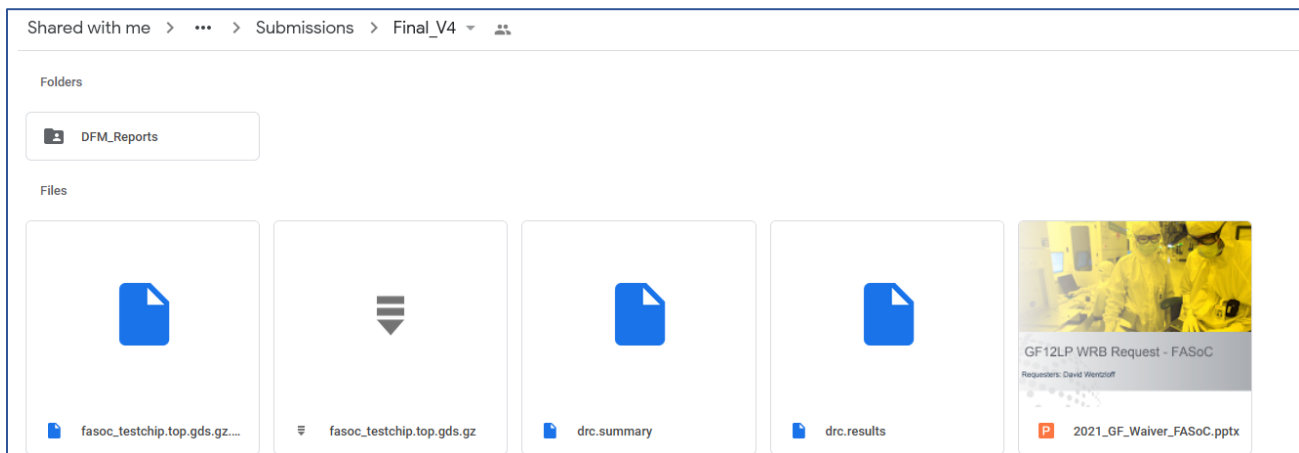 Shared with me > ... > Submissions > Final_V4
Folders
DFM_Reports
Files
GF12LP WRB Request - FASoC
Requesters: David Wentzloff
fasoc_testchip.top.gds.gz....
fasoc_testchip.top.gds.gz
drc.summary
drc.results
P
2021_GF_Waiver_FASoC.pptx